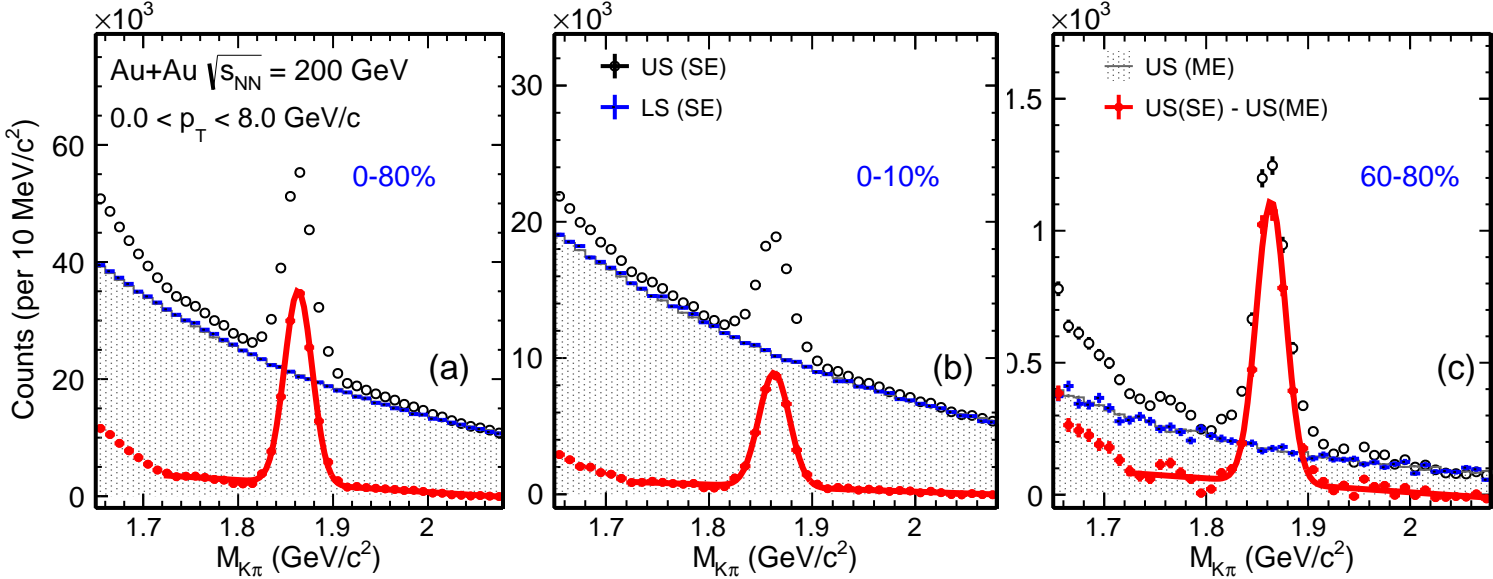 ×10³
×10³
×10³
Counts (per 10 MeV/c²)
Au+Au √s_NN = 200 GeV
0.0 < p_T < 8.0 GeV/c
0-80%
(a)
0
20
40
60
1.7
1.8
1.9
2
M_Kπ (GeV/c²)
US (SE)
LS (SE)
0-10%
(b)
0
10
20
30
1.7
1.8
1.9
2
M_Kπ (GeV/c²)
US (ME)
US(SE) - US(ME)
60-80%
(c)
0
0.5
1
1.5
1.7
1.8
1.9
2
M_Kπ (GeV/c²)